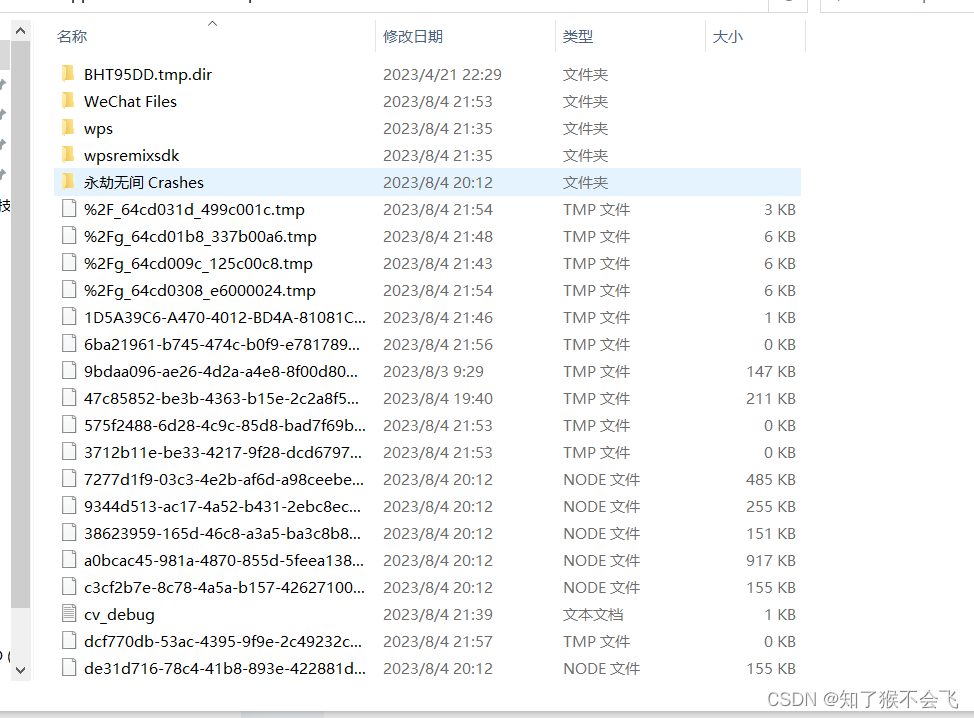 名称 修改日期 类型 大小
BHT95DD.tmp.dir 2023/4/21 22:29 文件夹
WeChat Files 2023/8/4 21:53 文件夹
wps 2023/8/4 21:35 文件夹
wpsremixsdk 2023/8/4 21:35 文件夹
永劫无间 Crashes 2023/8/4 20:12 文件夹
技
%2F_64cd031d_499c001c.tmp 2023/8/4 21:54 TMP 文件 3 KB
%2Fg_64cd01b8_337b00a6.tmp 2023/8/4 21:48 TMP 文件 6 KB
%2Fg_64cd009c_125c00c8.tmp 2023/8/4 21:43 TMP 文件 6 KB
%2Fg_64cd0308_e6000024.tmp 2023/8/4 21:54 TMP 文件 6 KB
1D5A39C6-A470-4012-BD4A-81081C... 2023/8/4 21:46 TMP 文件 1 KB
6ba21961-b745-474c-b0f9-e781789... 2023/8/4 21:56 TMP 文件 0 KB
9bdaa096-ae26-4d2a-a4e8-8f00d80... 2023/8/3 9:29 TMP 文件 147 KB
47c85852-be3b-4363-b15e-2c2a8f5... 2023/8/4 19:40 TMP 文件 211 KB
575f2488-6d28-4c9c-85d8-bad7f69b... 2023/8/4 21:53 TMP 文件 0 KB
3712b11e-be33-4217-9f28-dcd6797... 2023/8/4 21:53 TMP 文件 0 KB
7277d1f9-03c3-4e2b-af6d-a98ceebe... 2023/8/4 20:12 NODE 文件 485 KB
9344d513-ac17-4a52-b431-2ebc8ec... 2023/8/4 20:12 NODE 文件 255 KB
38623959-165d-46c8-a3a5-ba3c8b8... 2023/8/4 20:12 NODE 文件 151 KB
a0bcac45-981a-4870-855d-5feea138... 2023/8/4 20:12 NODE 文件 917 KB
c3cf2b7e-8c78-4a5a-b157-42627100... 2023/8/4 20:12 NODE 文件 155 KB
cv_debug 2023/8/4 21:39 文本文档 1 KB
dcf770db-53ac-4395-9f9e-2c49232c... 2023/8/4 21:57 TMP 文件 0 KB
de31d716-78c4-41b8-893e-422881d... 2023/8/4 20:12 NODE 文件 155 KB
CSDN @知了猴不会飞